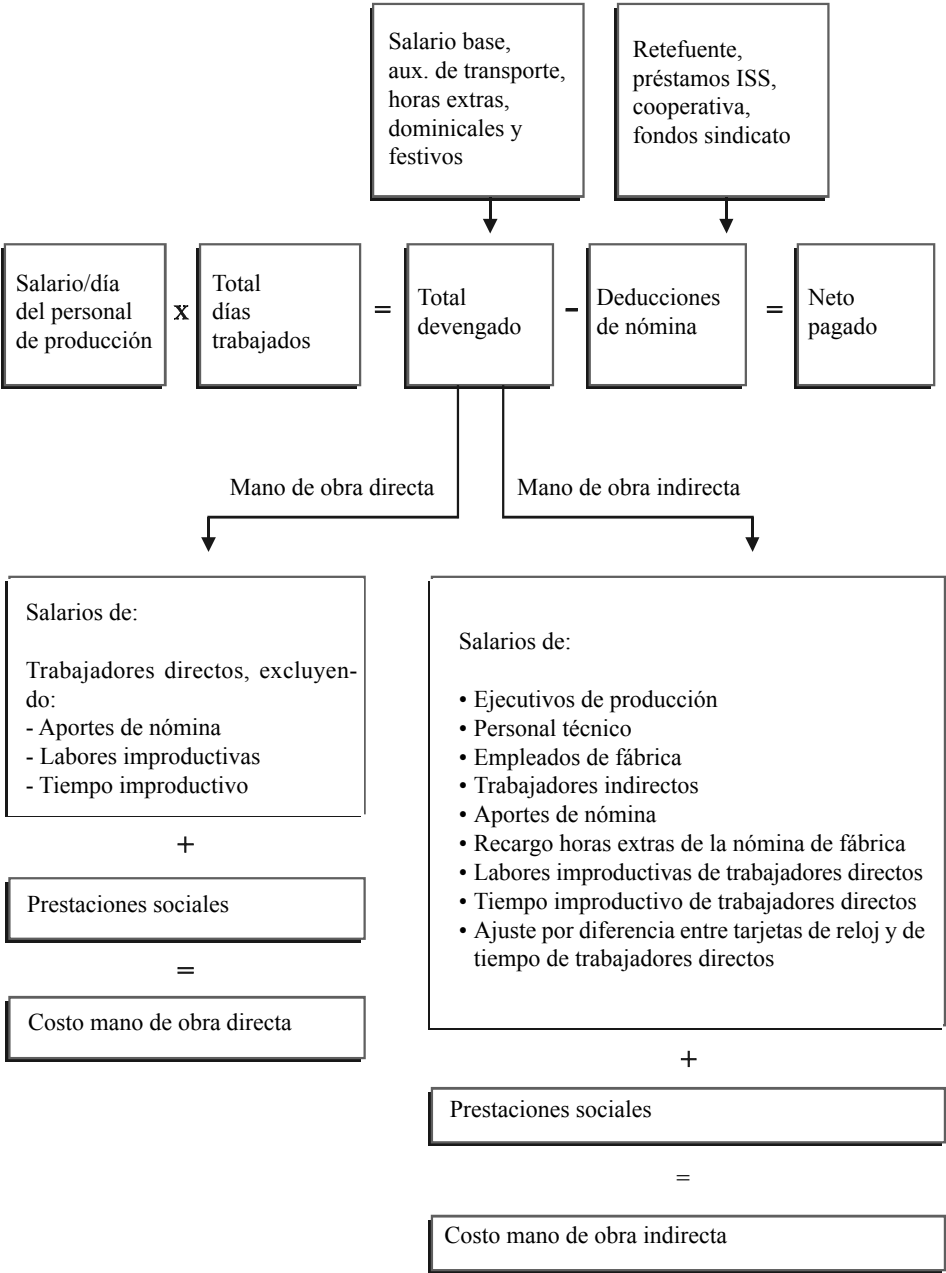 Salario base,
aux. de transporte,
horas extras,
dominicales y
festivos
Retefuente,
préstamos ISS,
cooperativa,
fondos sindicato
Salario/día
del personal
de producción
x
Total
días
trabajados
=
Total
devengado
-
Deducciones
de nómina
=
Neto
pagado
Mano de obra directa
Mano de obra indirecta
Salarios de:
Trabajadores directos, excluyen-
do:
- Aportes de nómina
- Labores improductivas
- Tiempo improductivo
+
Prestaciones sociales
=
Costo mano de obra directa
Salarios de:
• Ejecutivos de producción
• Personal técnico
• Empleados de fábrica
• Trabajadores indirectos
• Aportes de nómina
• Recargo horas extras de la nómina de fábrica
• Labores improductivas de trabajadores directos
• Tiempo improductivo de trabajadores directos
• Ajuste por diferencia entre tarjetas de reloj y de
tiempo de trabajadores directos
+
Prestaciones sociales
=
Costo mano de obra indirecta